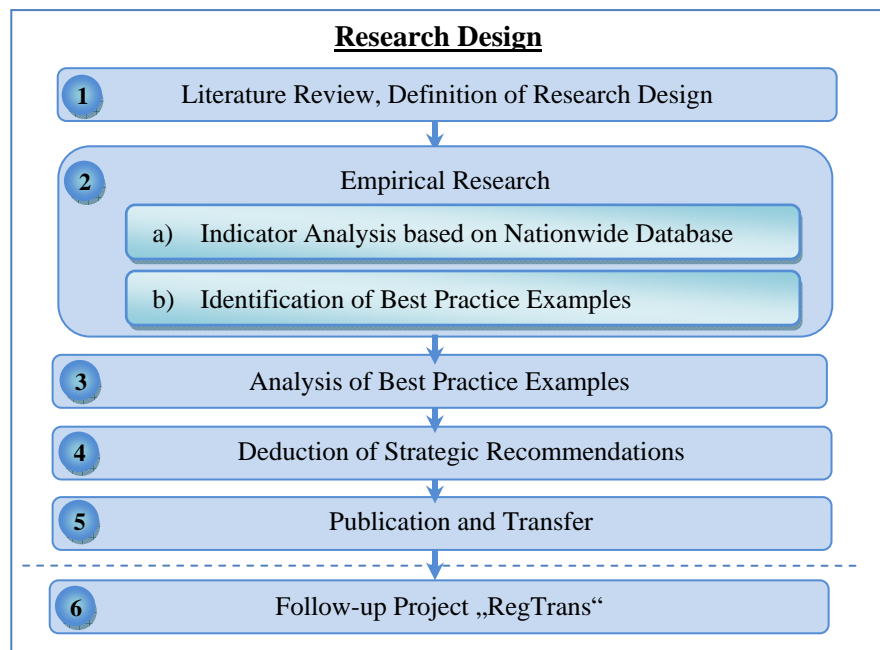 Research Design
1 Literature Review, Definition of Research Design
2 Empirical Research
a) Indicator Analysis based on Nationwide Database
b) Identification of Best Practice Examples
3 Analysis of Best Practice Examples
4 Deduction of Strategic Recommendations
5 Publication and Transfer
6 Follow-up Project „RegTrans“